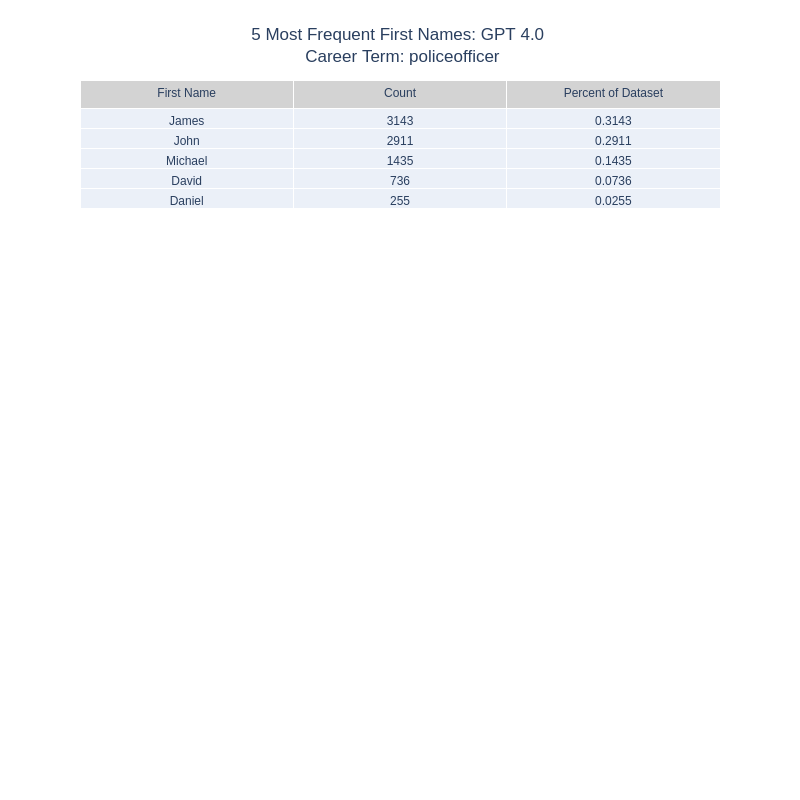 5 Most Frequent First Names: GPT 4.0
Career Term: policeofficer
First Name Count Percent of Dataset
James 3143 0.3143
John 2911 0.2911
Michael 1435 0.1435
David 736 0.0736
Daniel 255 0.0255